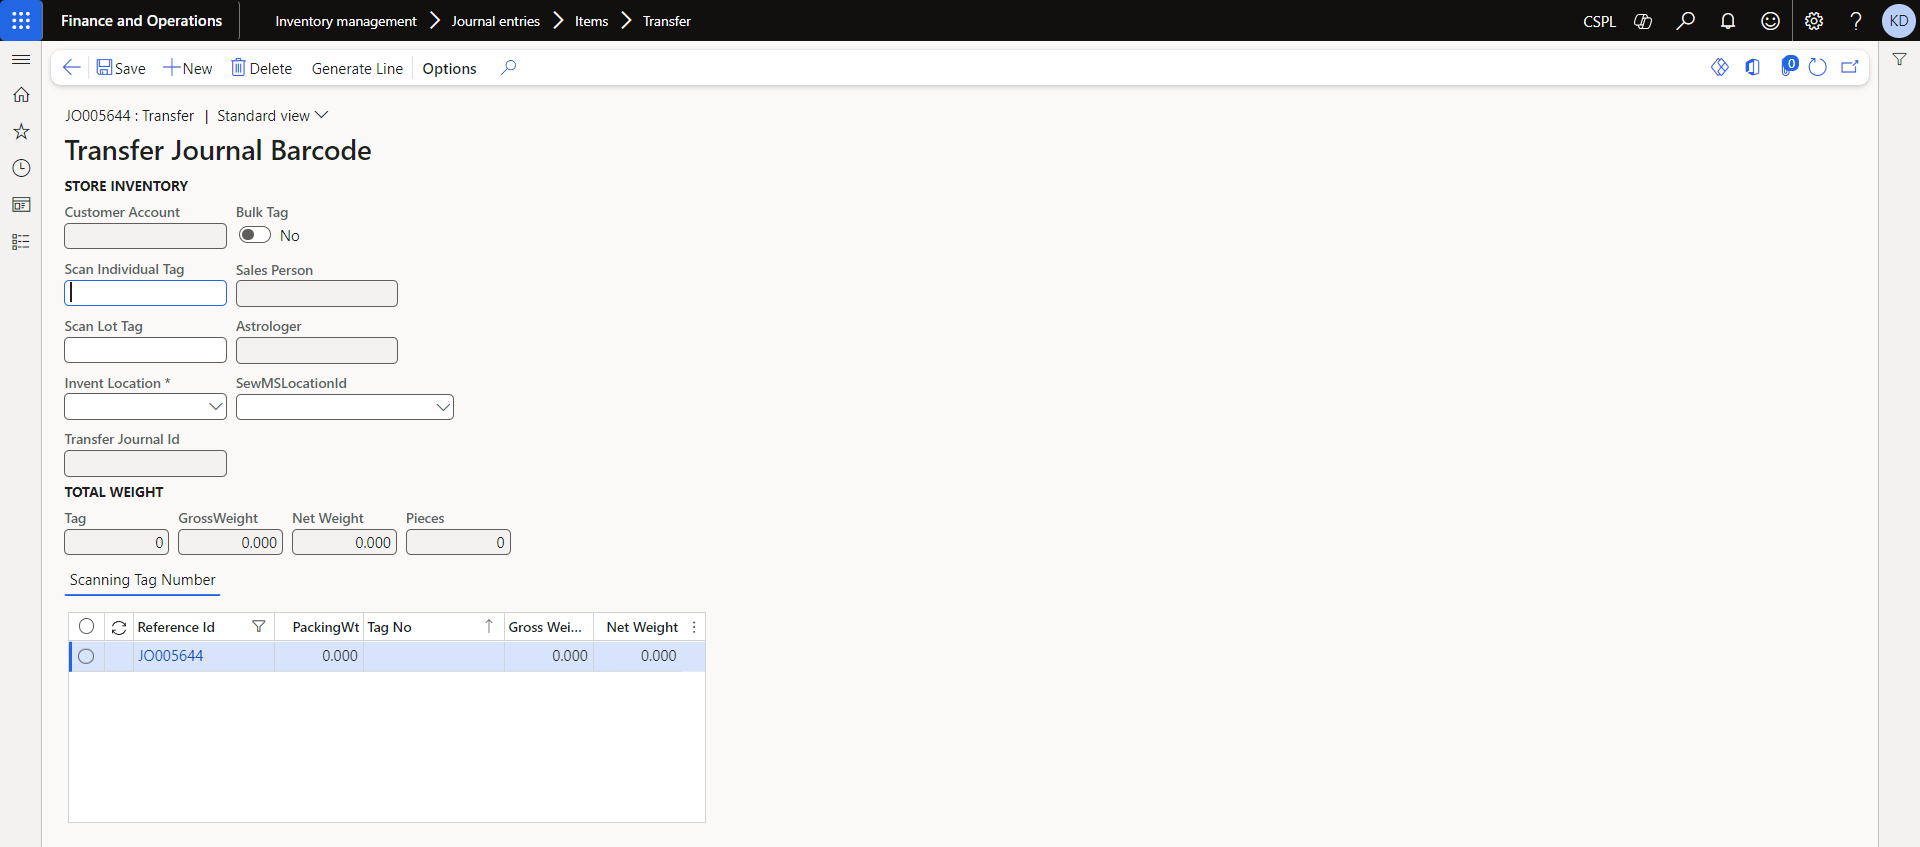 Finance and Operations
Inventory management > Journal entries > Items > Transfer
CSPL
KD
Save
New
Delete
Generate Line
Options
0
JO005644 : Transfer | Standard view
Transfer Journal Barcode
STORE INVENTORY
Customer Account
Bulk Tag
No
Scan Individual Tag
Sales Person
Scan Lot Tag
Astrologer
Invent Location *
SewMSLocationId
Transfer Journal Id
TOTAL WEIGHT
Tag GrossWeight Net Weight Pieces
0 0.000 0.000 0
Scanning Tag Number
Reference Id PackingWt Tag No Gross Wei... Net Weight
JO005644 0.000 0.000 0.000